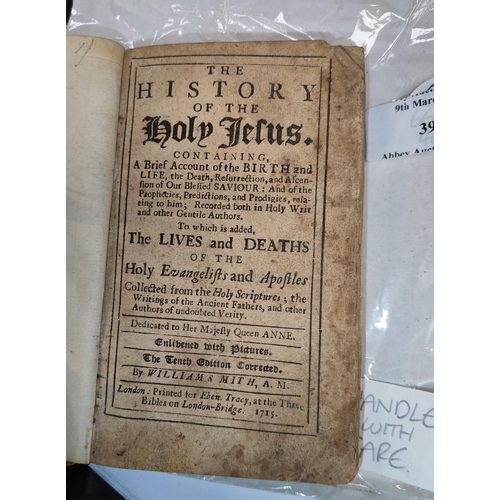 THE
HISTORY
OF THE
Holy Jeſus.
CONTAINING,
A Brief Account of the BIRTH and
LIFE, the Death, Reſurrection, and Aſcen-
ſion of Our Bleſſed SAVIOUR: And of the
Prophecies, Predictions, and Prodigies, rela-
ting to him; Recorded both in Holy Writ
and other Gentile Authors.
To which is added,
The LIVES and DEATHS
OF THE
Holy Evangeliſts and Apoſtles
Collected from the Holy Scriptures; the
Writings of the Ancient Fathers, and other
Authors of undoubted Verity.
Dedicated to Her Majeſty Queen ANNE.
Enlivened with Pictures.
The Tenth Edition Corrected.
By WILLIAM SMITH, A. M.
London: Printed for Eben. Tracy, at the Three
Bibles on London-Bridge. 1715.
9th Marc
39
Abbey Auc
ANDLE
WITH
ARE